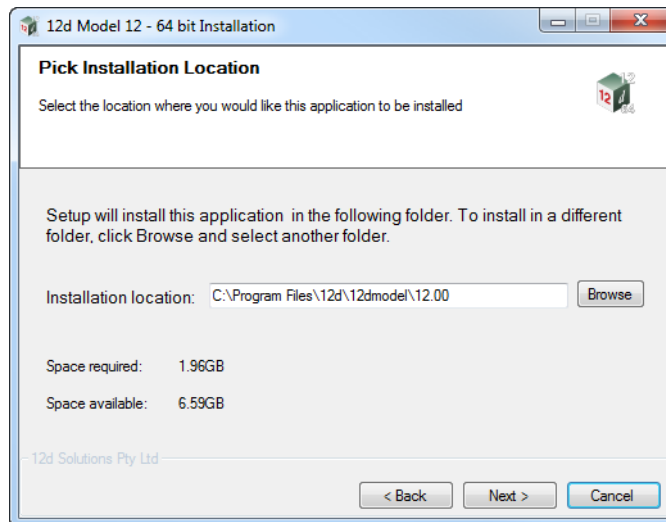 12d Model 12 - 64 bit Installation
Pick Installation Location
Select the location where you would like this application to be installed
12
12 d
64
Setup will install this application in the following folder. To install in a different
folder, click Browse and select another folder.
Installation location: C:\Program Files\12d\12dmodel\12.00 Browse
Space required: 1.96GB
Space available: 6.59GB
12d Solutions Pty Ltd
< Back Next > Cancel